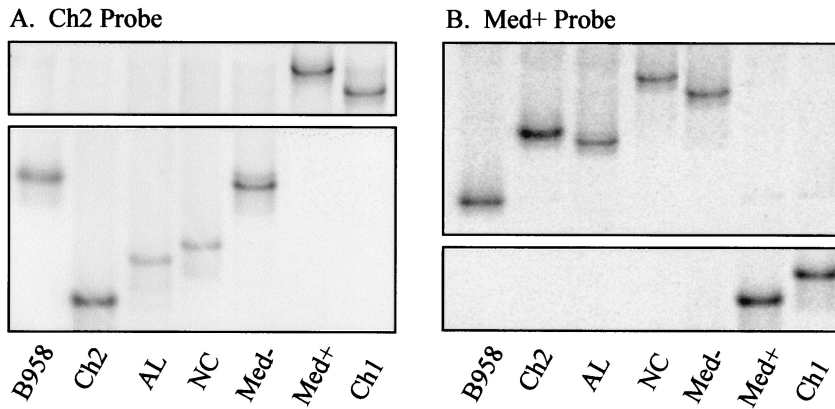 A. Ch2 Probe
B. Med+ Probe
B958 Ch2 AL NC Med- Med+ Ch1
B958 Ch2 AL NC Med- Med+ Ch1